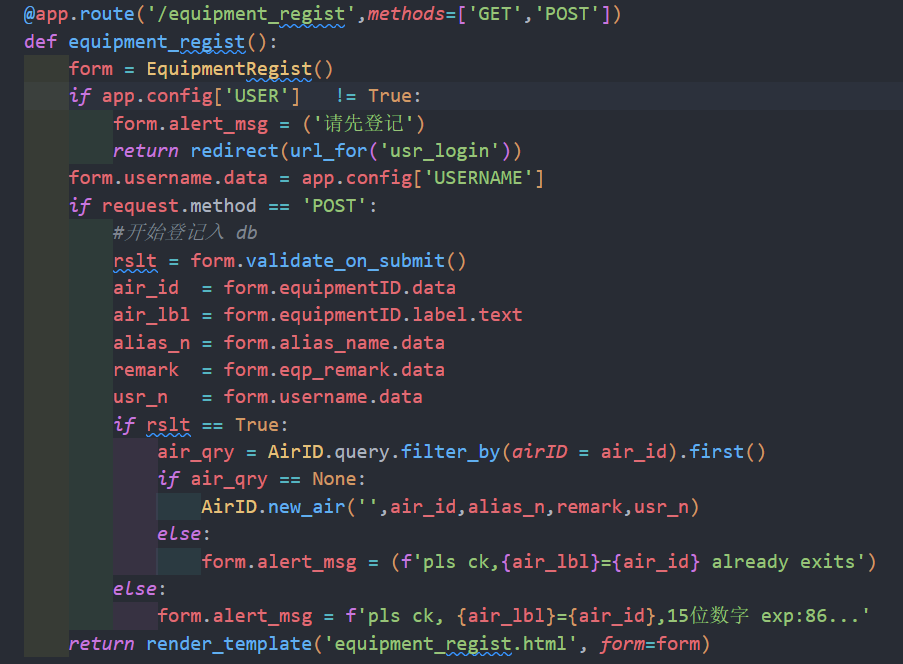 @app.route('/equipment_regist',methods=['GET','POST'])
def equipment_regist():
    form = EquipmentRegist()
    if app.config['USER']   != True:
        form.alert_msg = ('请先登记')
        return redirect(url_for('usr_login'))
    form.username.data = app.config['USERNAME']
    if request.method == 'POST':
        #开始登记入 db
        rslt = form.validate_on_submit()
        air_id  = form.equipmentID.data
        air_lbl = form.equipmentID.label.text
        alias_n = form.alias_name.data
        remark  = form.eqp_remark.data
        usr_n   = form.username.data
        if rslt == True:
            air_qry = AirID.query.filter_by(airID = air_id).first()
            if air_qry == None:
                AirID.new_air('',air_id,alias_n,remark,usr_n)
            else:
                form.alert_msg = (f'pls ck,{air_lbl}={air_id} already exits')
        else:
            form.alert_msg = f'pls ck, {air_lbl}={air_id},15位数字 exp:86...'
    return render_template('equipment_regist.html', form=form)